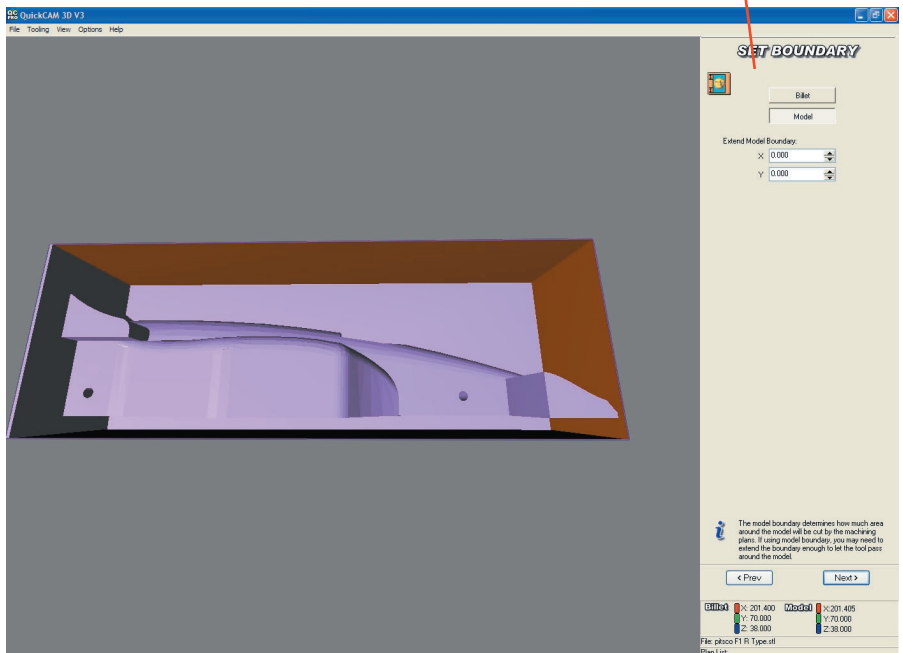 QC PRO QuickCAM 3D V3
File Tooling View Options Help
SET BOUNDARY
Billet
Model
Extend Model Boundary:
X 0.000
Y 0.000
The model boundary determines how much area
around the model will be cut by the machining
plans. If using model boundary, you may need to
extend the boundary enough to let the tool pass
around the model.
< Prev Next >
Billet X: 201.400 Model X:201.405
Y: 70.000 Y:70.000
Z: 38.000 Z:38.000
File: pitsco F1 R Type.stl
Plan List: